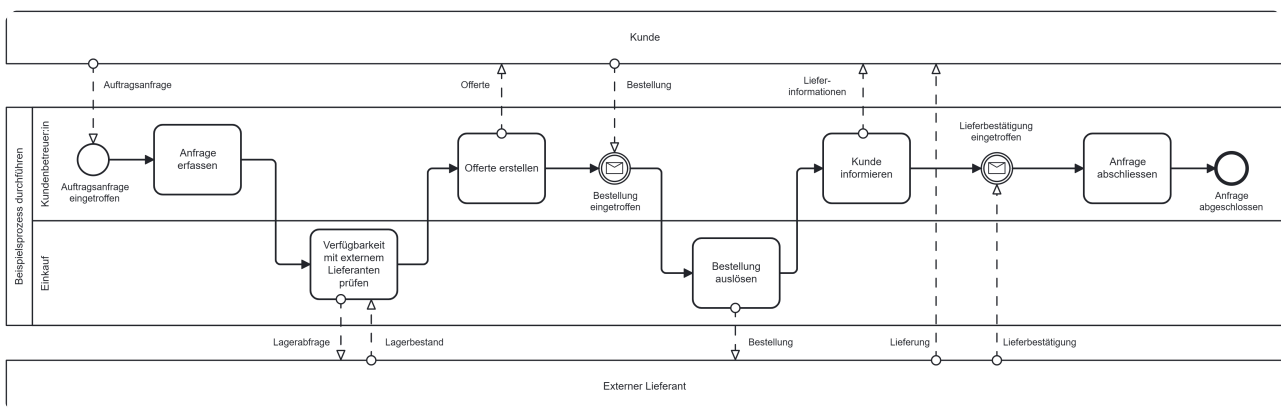 Kunde
Auftragsanfrage
Offerte
Bestellung
Liefer-
informationen
Beispielsprozess durchführen
Kundenbetreuer:in
Auftragsanfrage
eingetroffen
Anfrage
erfassen
Offerte erstellen
Bestellung
eingetroffen
Kunde
informieren
Lieferbestätigung
eingetroffen
Anfrage
abschliessen
Anfrage
abgeschlossen
Einkauf
Verfügbarkeit
mit externem
Lieferanten
prüfen
Bestellung
auslösen
Lagerabfrage
Lagerbestand
Bestellung
Lieferung
Lieferbestätigung
Externer Lieferant